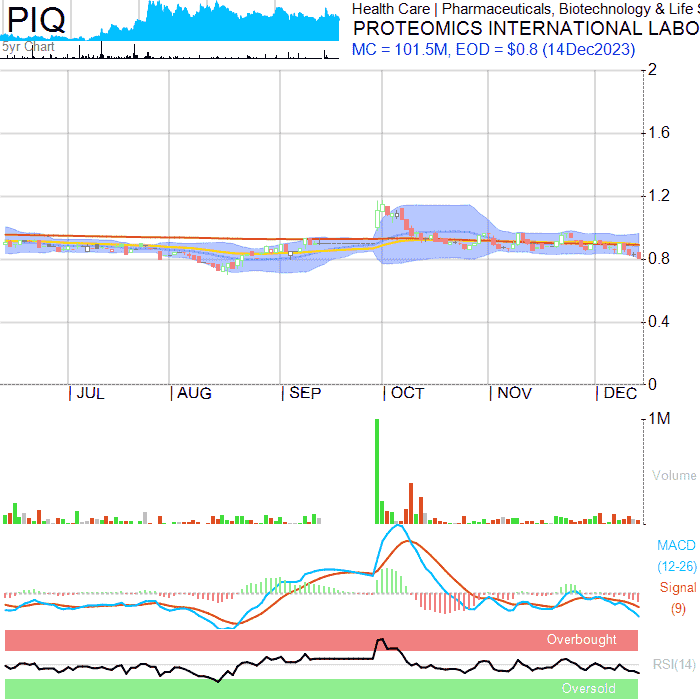 PIQ
5yr Chart
Health Care | Pharmaceuticals, Biotechnology & Life S
PROTEOMICS INTERNATIONAL LABO
MC = 101.5M, EOD = $0.8 (14Dec2023)
2
1.6
1.2
0.8
0.4
0
JUL AUG SEP OCT NOV DEC
1M
Volume
MACD
(12-26)
Signal
(9)
Overbought
RSI(14)
Oversold